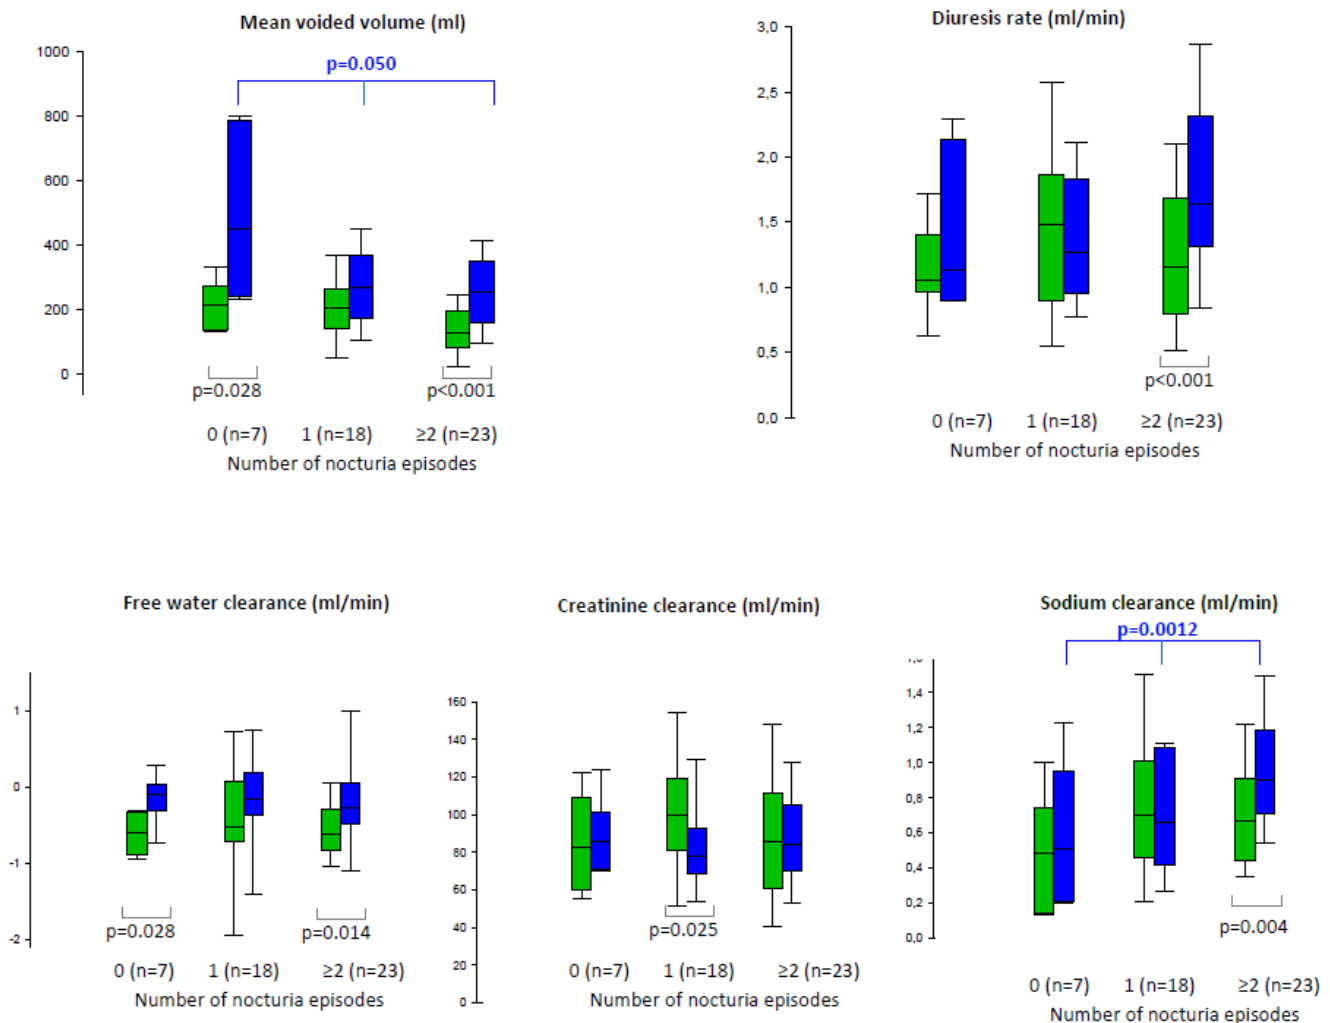 Mean voided volume (ml)
1000
800
600
400
200
0
p=0.050
p=0.028
p<0.001
0 (n=7) 1 (n=18) ≥2 (n=23)
Number of nocturia episodes
Diuresis rate (ml/min)
3,0
2,5
2,0
1,5
1,0
0,5
0,0
p<0.001
0 (n=7) 1 (n=18) ≥2 (n=23)
Number of nocturia episodes
Free water clearance (ml/min)
1
0
-1
-2
p=0.028
p=0.014
0 (n=7) 1 (n=18) ≥2 (n=23)
Number of nocturia episodes
Creatinine clearance (ml/min)
160
140
120
100
80
60
40
20
0
p=0.025
0 (n=7) 1 (n=18) ≥2 (n=23)
Number of nocturia episodes
Sodium clearance (ml/min)
p=0.0012
1,4
1,2
1,0
0,8
0,6
0,4
0,2
0,0
p=0.004
0 (n=7) 1 (n=18) ≥2 (n=23)
Number of nocturia episodes